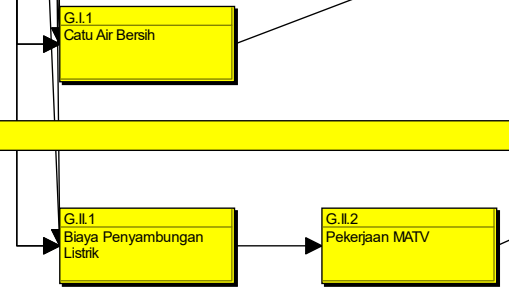 G.I.1
Catu Air Bersih
G.II.1
Biaya Penyambungan
Listrik
G.II.2
Pekerjaan MATV